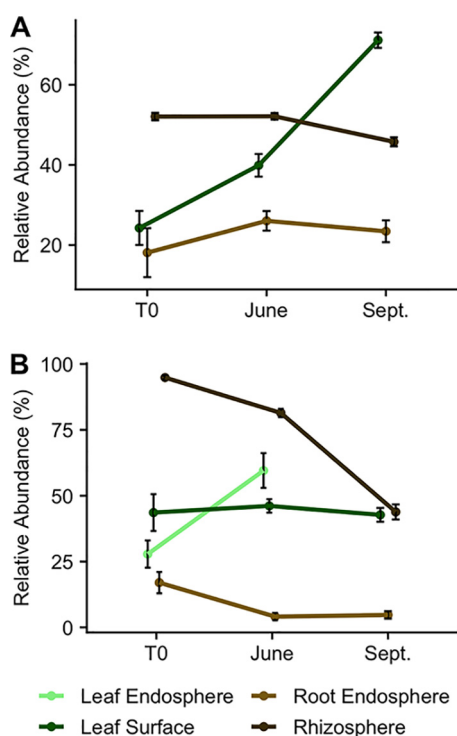 A
Relative Abundance (%)
60
40
20
T0 June Sept.
B
Relative Abundance (%)
100
75
50
25
0
T0 June Sept.
Leaf Endosphere Root Endosphere
Leaf Surface Rhizosphere